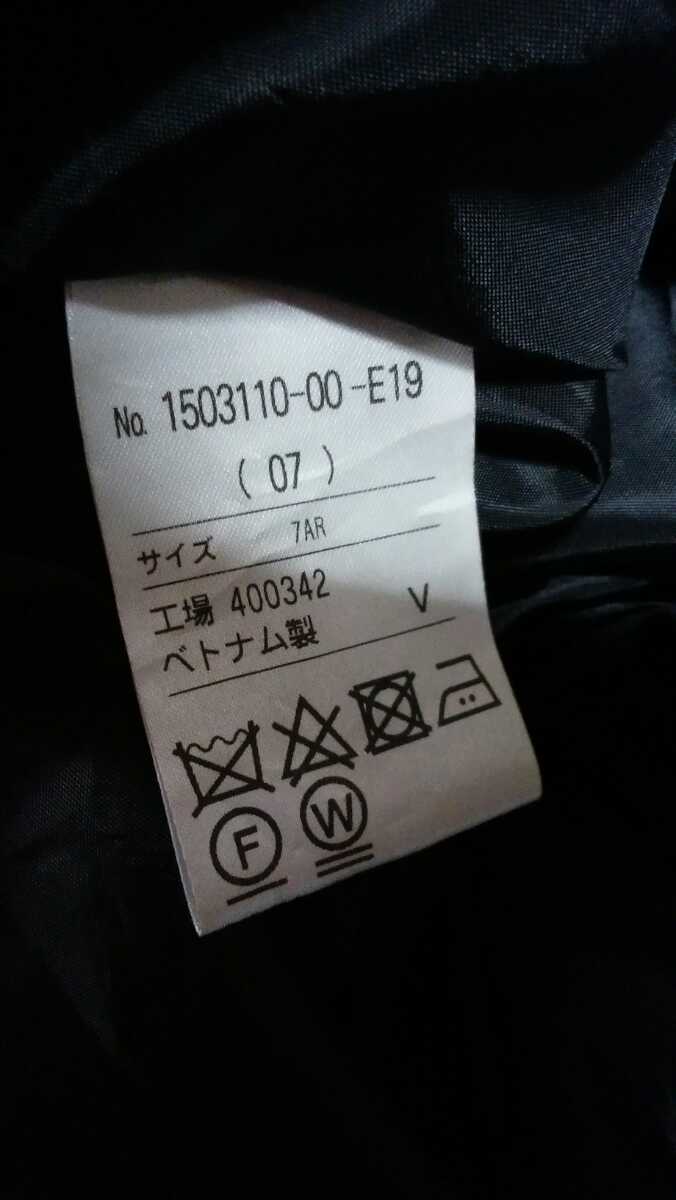 No. 1503110-00-E19
( 07 )
サイズ 7AR
工場 400342 V
ベトナム製
F W